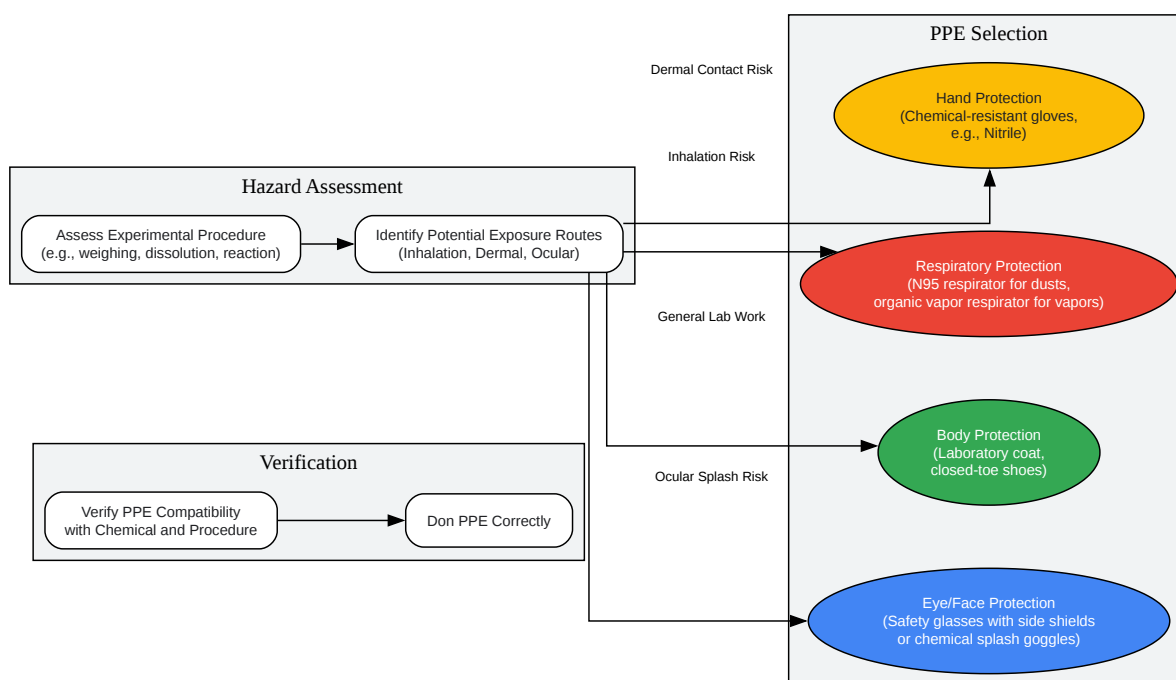 PPE Selection
Dermal Contact Risk
Hand Protection
(Chemical-resistant gloves,
e.g., Nitrile)
Inhalation Risk
Hazard Assessment
Assess Experimental Procedure
(e.g., weighing, dissolution, reaction)
Identify Potential Exposure Routes
(Inhalation, Dermal, Ocular)
Respiratory Protection
(N95 respirator for dusts,
organic vapor respirator for vapors)
General Lab Work
Body Protection
(Laboratory coat,
closed-toe shoes)
Verification
Ocular Splash Risk
Verify PPE Compatibility
with Chemical and Procedure
Don PPE Correctly
Eye/Face Protection
(Safety glasses with side shields
or chemical splash goggles)